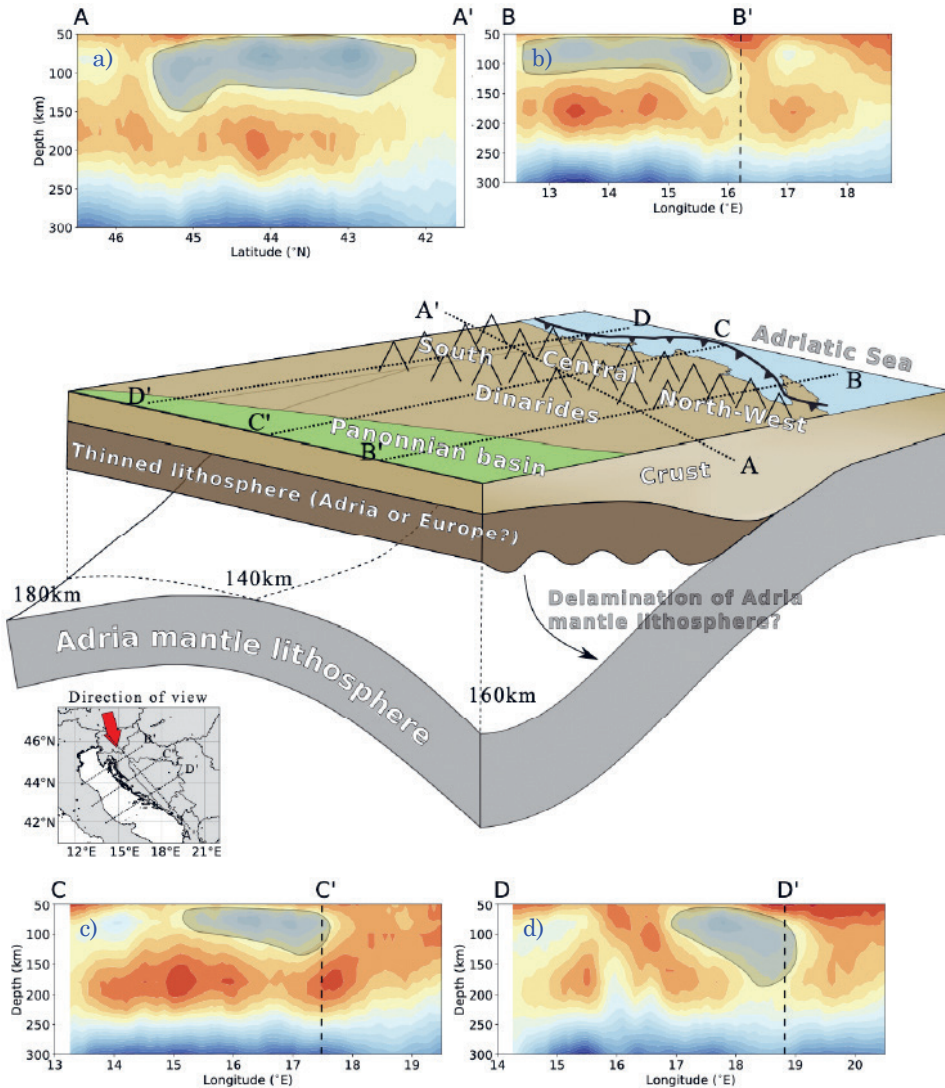 A A'
B B'
a)
b)
50
100
150
200
250
300
Depth (km)
46 45 44 43 42
Latitude (°N)
50
100
150
200
250
300
13 14 15 16 17 18
Longitude (°E)
A'
D
C
Adriatic Sea
South
Central
B
Dinarides
North-West
D'
C'
Panonnian basin
B'
A
Crust
Thinned lithosphere (Adria or Europe?)
180km
140km
Delamination of Adria
mantle lithosphere?
Adria mantle lithosphere
160km
Direction of view
46°N
44°N
42°N
B'
C'
D'
A'
12°E 15°E 18°E 21°E
C C'
D D'
c)
d)
50
100
150
200
250
300
Depth (km)
13 14 15 16 17 18 19
Longitude (°E)
50
100
150
200
250
300
14 15 16 17 18 19 20
Longitude (°E)